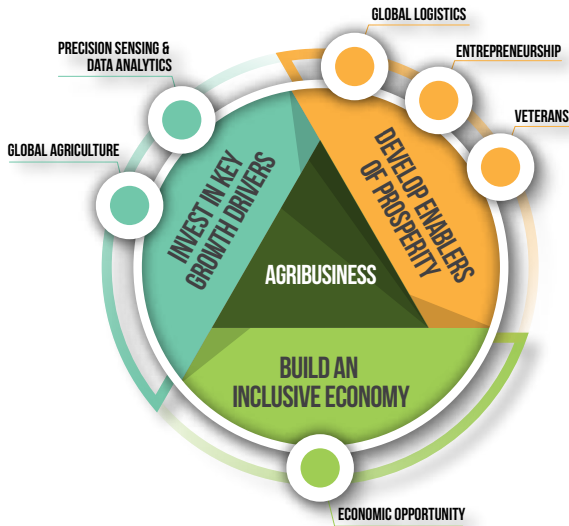 GLOBAL LOGISTICS
PRECISION SENSING &
DATA ANALYTICS
ENTREPRENEURSHIP
VETERANS
GLOBAL AGRICULTURE
INVEST IN KEY
GROWTH DRIVERS
DEVELOP ENABLERS
OF PROSPERITY
AGRIBUSINESS
BUILD AN
INCLUSIVE ECONOMY
ECONOMIC OPPORTUNITY